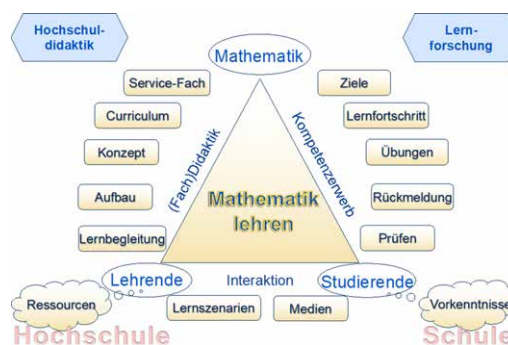 Hochschul-
didaktik
Lern-
forschung
Mathematik
Service-Fach
Ziele
Curriculum
Lernfortschritt
Konzept
Übungen
(Fach)Didaktik
Kompetenzerwerb
Aufbau
Mathematik
lehren
Rückmeldung
Lernbegleitung
Prüfen
Lehrende
Interaktion
Studierende
Ressourcen
Lernszenarien
Medien
Vorkenntnisse
Hochschule
Schule